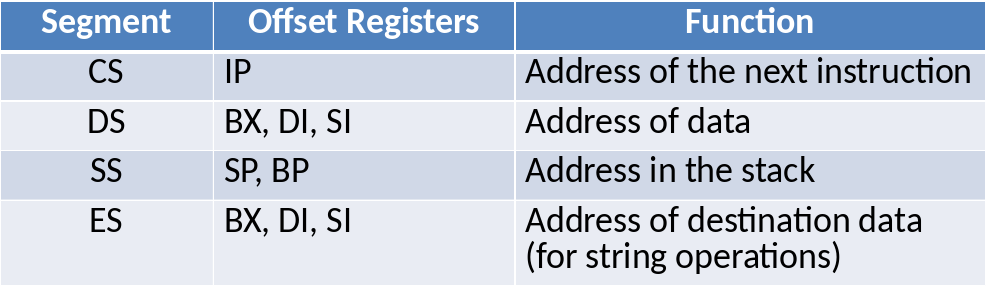 Segment Offset Registers Function
CS IP Address of the next instruction
DS BX, DI, SI Address of data
SS SP, BP Address in the stack
ES BX, DI, SI Address of destination data
(for string operations)